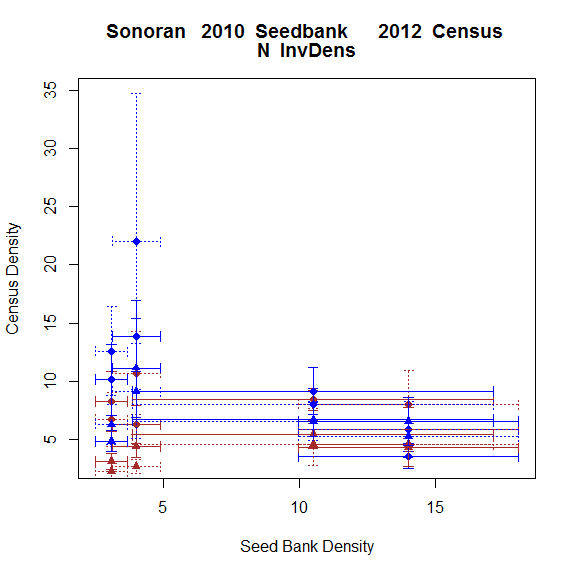 Sonoran 2010 Seedbank 2012 Census
N InvDens
35
30
25
20
15
10
5
Census Density
5 10 15
Seed Bank Density